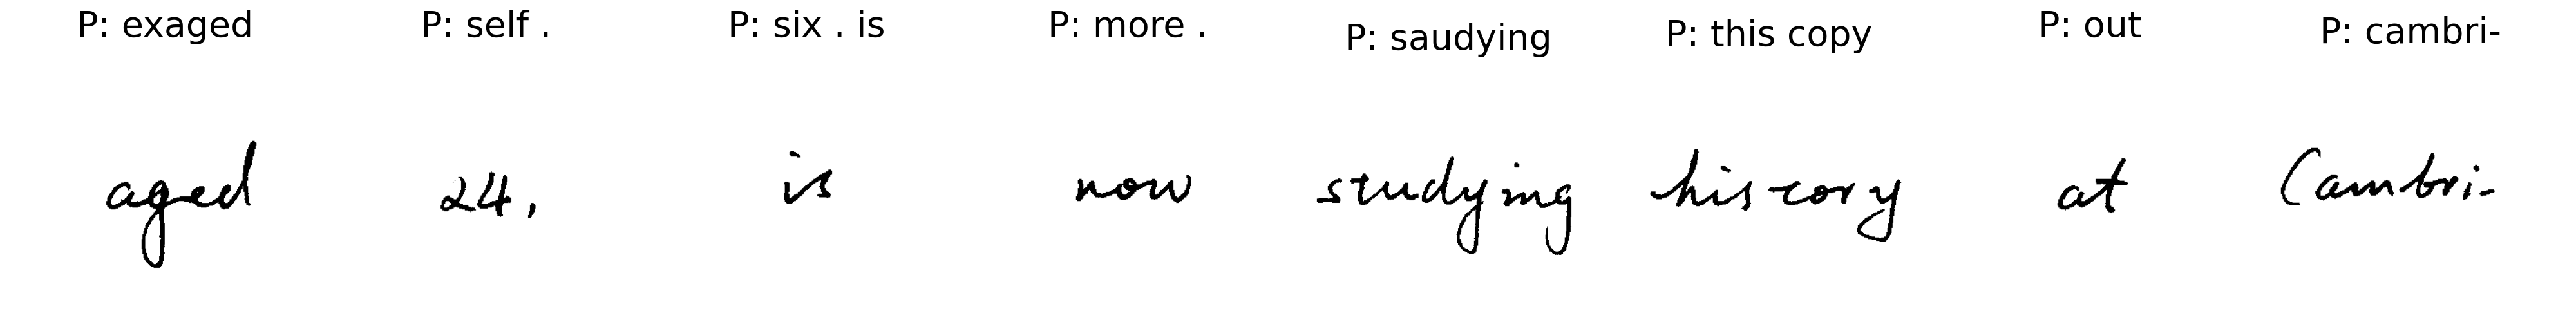 P: exaged P: self . P: six . is P: more . P: saudying P: this copy P: out P: cambri-
aged 24, is now studying history at Cambri-